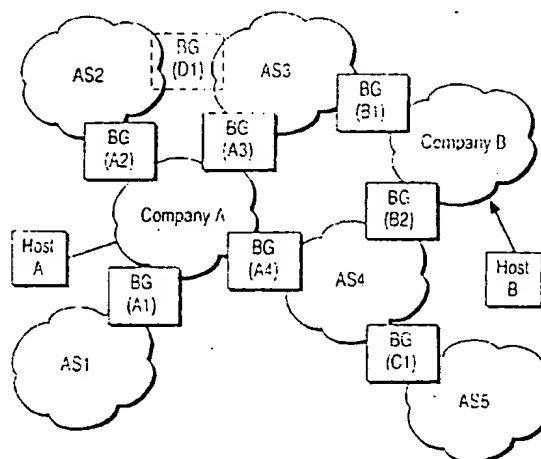 AS2
BG
(D1)
AS3
BG
(B1)
BG
(A2)
BG
(A3)
Company B
Company A
BG
(B2)
Host
A
BG
(A4)
AS4
Host
B
BG
(A1)
BG
(C1)
AS1
AS5